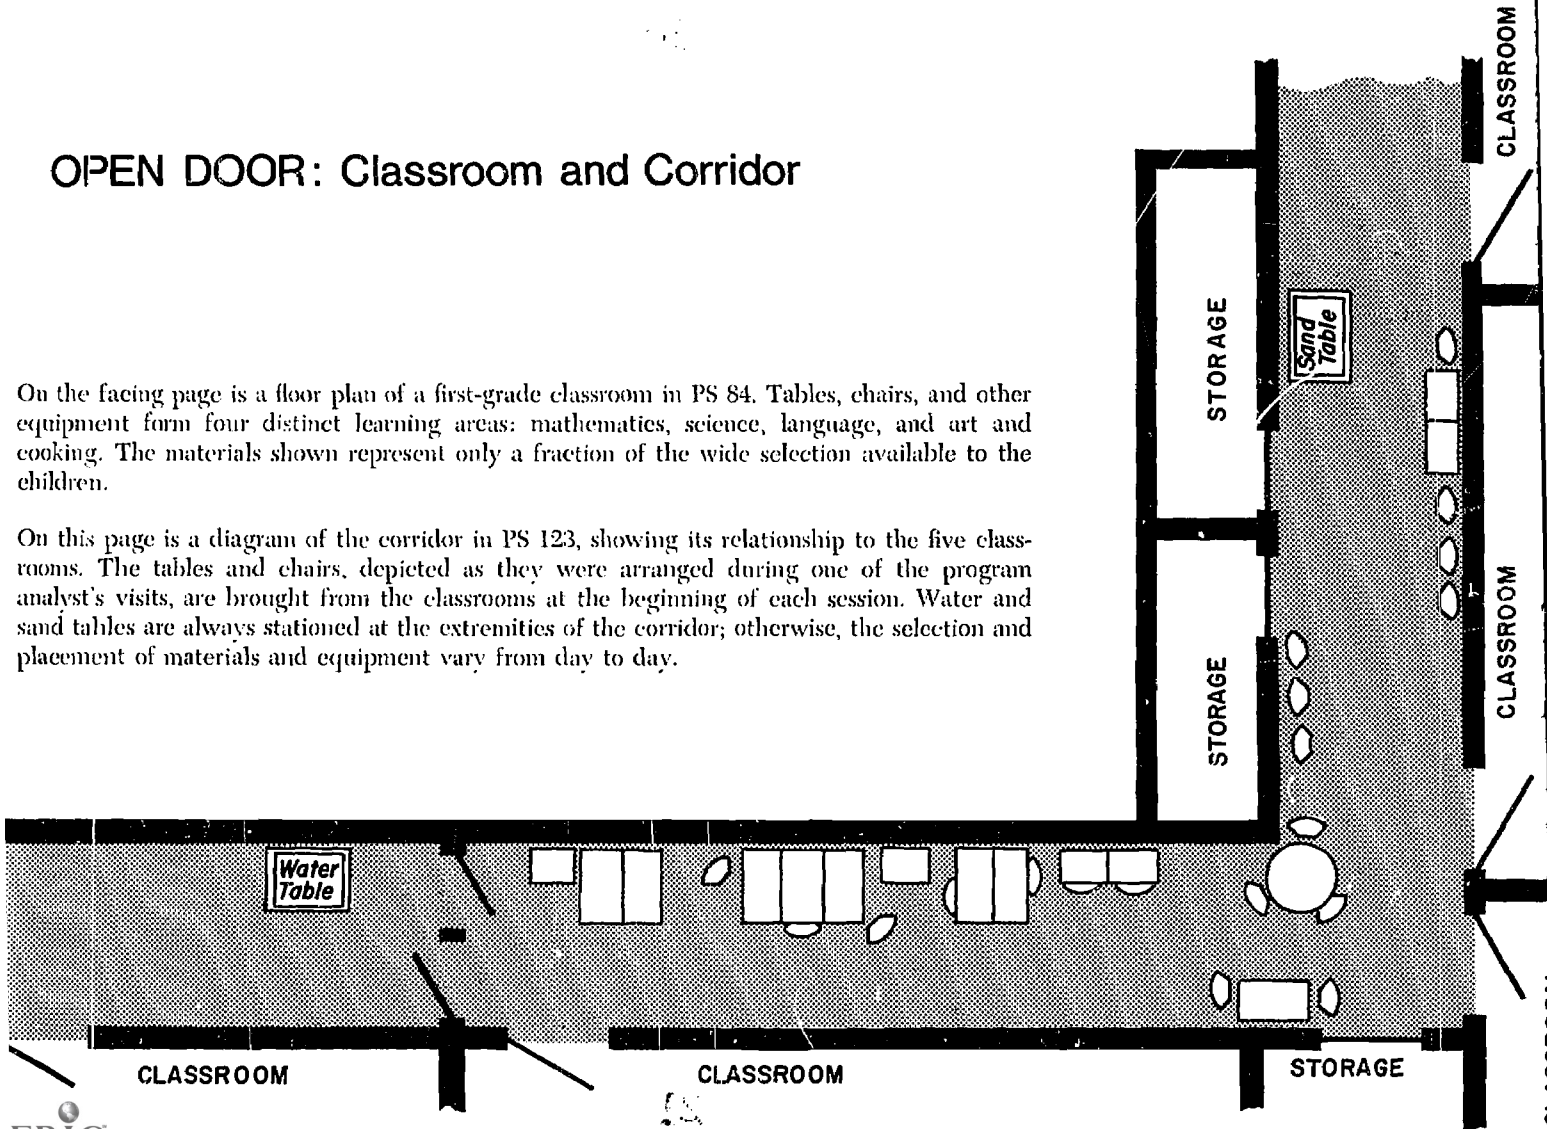 OPEN DOOR: Classroom and Corridor
On the facing page is a floor plan of a first-grade classroom in PS 84. Tables, chairs, and other
equipment form four distinct learning areas: mathematics, science, language, and art and
cooking. The materials shown represent only a fraction of the wide selection available to the
children.
On this page is a diagram of the corridor in PS 123, showing its relationship to the five class-
rooms. The tables and chairs, depicted as they were arranged during one of the program
analyst's visits, are brought from the classrooms at the beginning of each session. Water and
sand tables are always stationed at the extremities of the corridor; otherwise, the selection and
placement of materials and equipment vary from day to day.
CLASSROOM
STORAGE
Sand
Table
CLASSROOM
STORAGE
Water
Table
CLASSROOM
CLASSROOM
STORAGE